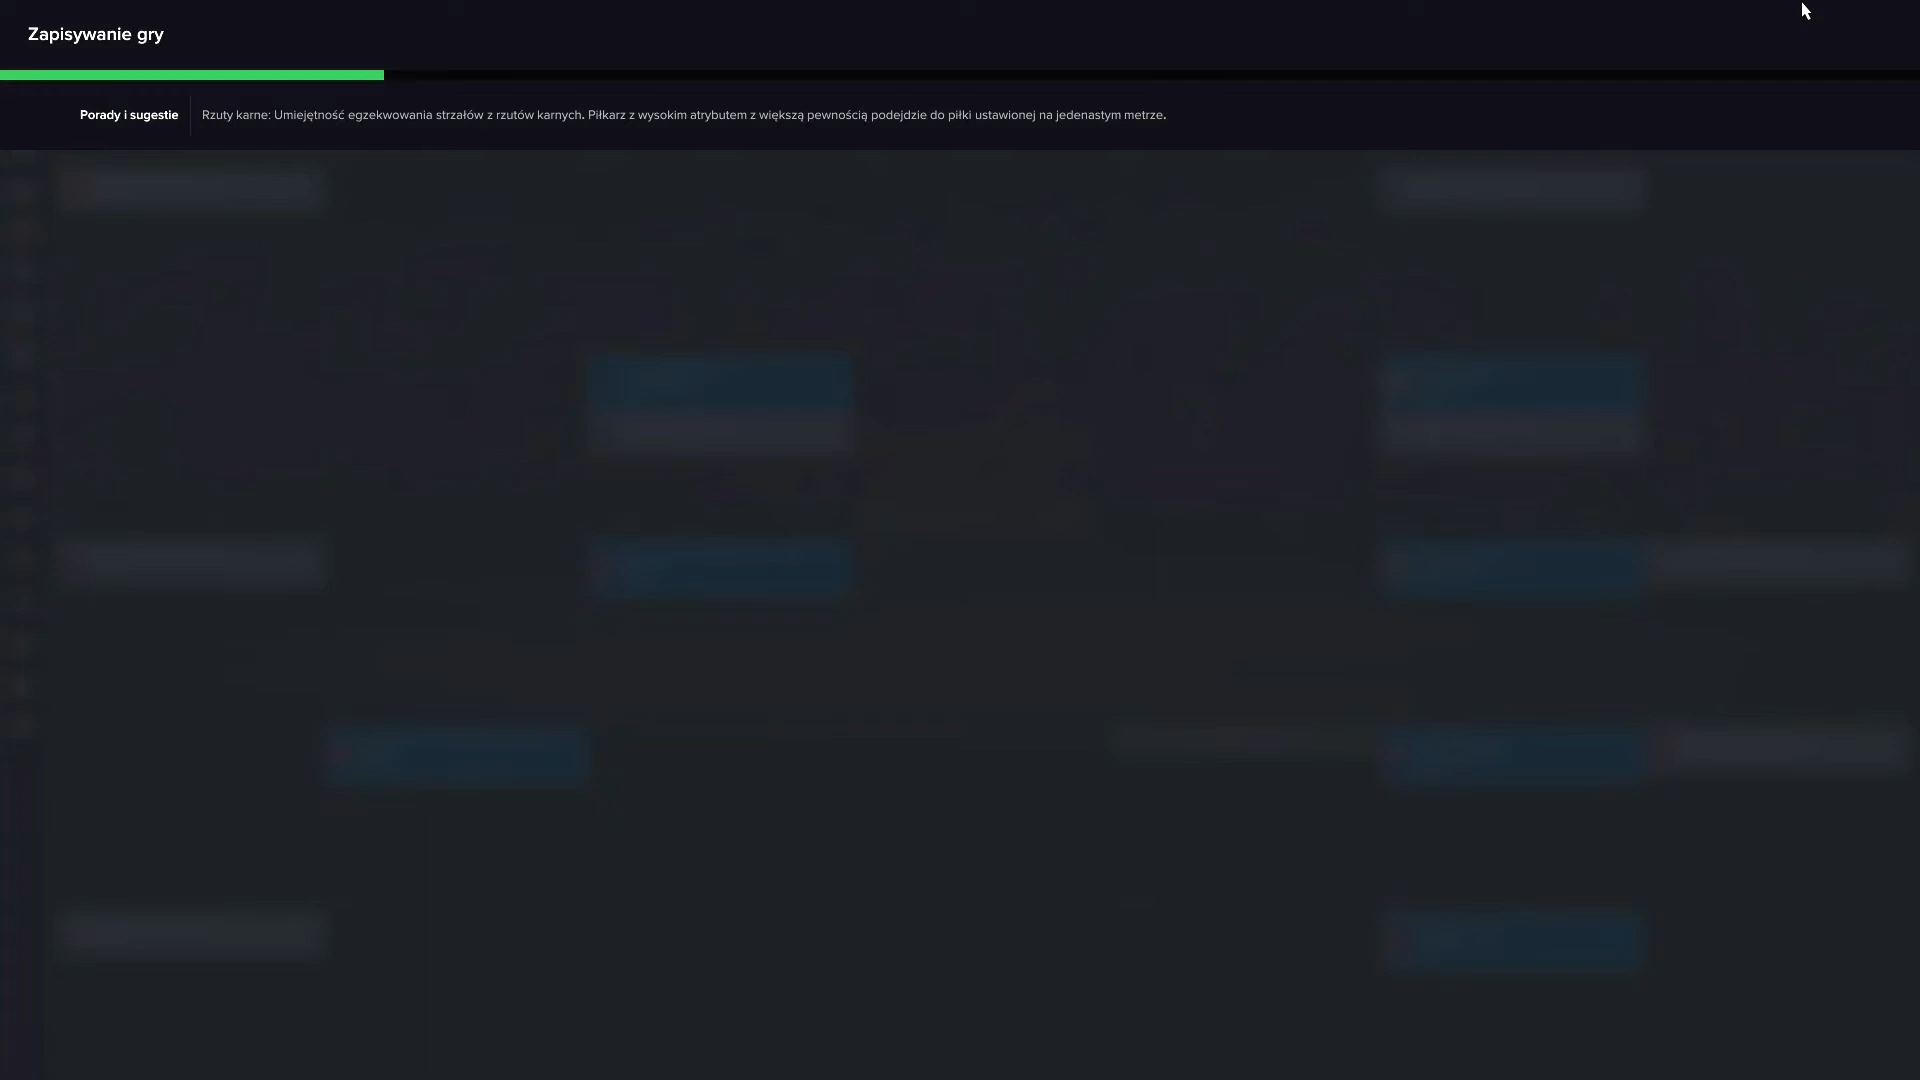 Zapisywanie gry
Porady i sugestie
Rzuty karne: Umiejętność egzekwowania strzałów z rzutów karnych. Piłkarz z wysokim atrybutem z większą pewnością podejdzie do piłki ustawionej na jedenastym metrze.